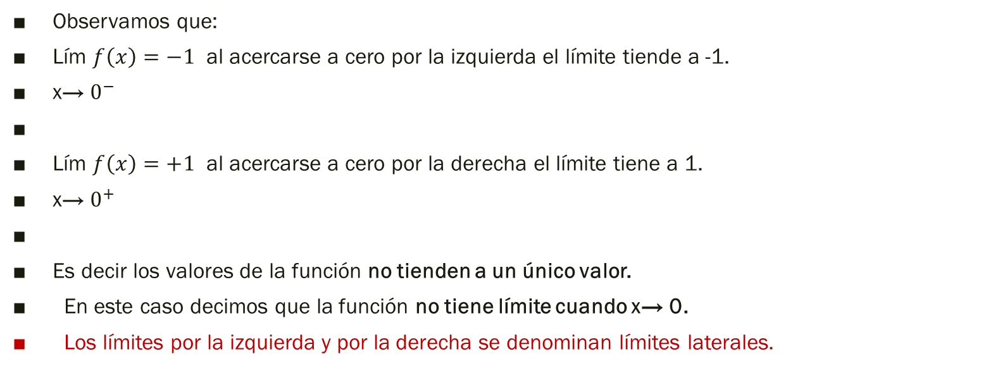 Observamos que:
Lím f(x) = −1 al acercarse a cero por la izquierda el límite tiende a -1.
x→ 0⁻
Lím f(x) = +1 al acercarse a cero por la derecha el límite tiene a 1.
x→ 0⁺
Es decir los valores de la función no tienden a un único valor.
En este caso decimos que la función no tiene límite cuando x→ 0.
Los límites por la izquierda y por la derecha se denominan límites laterales.